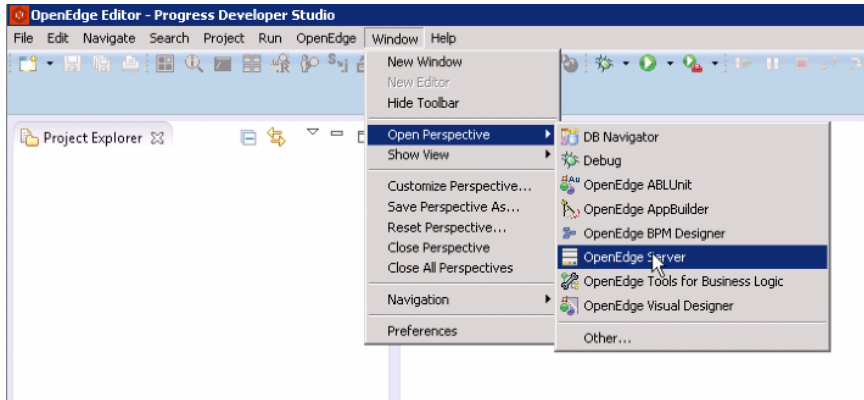 OpenEdge Editor - Progress Developer Studio
File Edit Navigate Search Project Run OpenEdge Window Help
New Window
New Editor
Hide Toolbar
Project Explorer
Open Perspective
Show View
Customize Perspective...
Save Perspective As...
Reset Perspective...
Close Perspective
Close All Perspectives
Navigation
Preferences
DB Navigator
Debug
OpenEdge ABLUnit
OpenEdge AppBuilder
OpenEdge BPM Designer
OpenEdge Server
OpenEdge Tools for Business Logic
OpenEdge Visual Designer
Other...